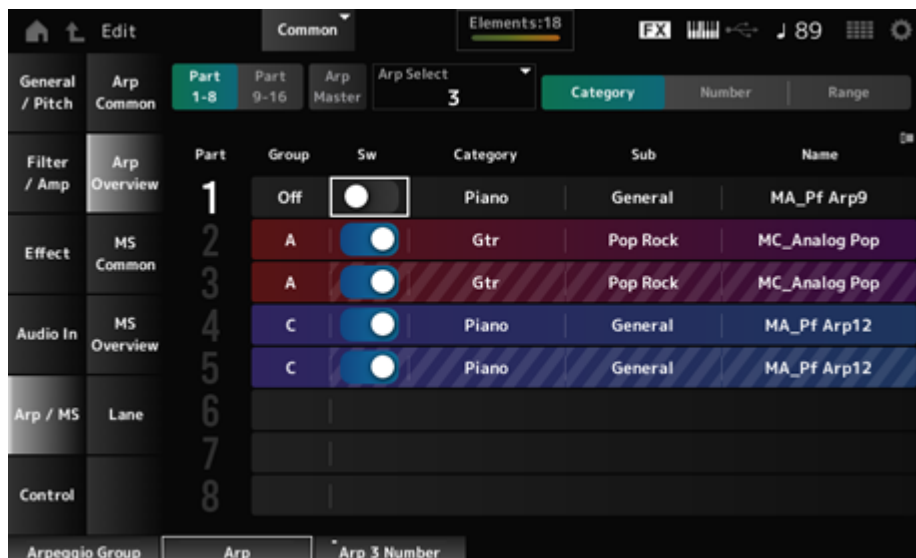 Edit
Common
Elements:18
FX
♩ 89
General / Pitch
Arp Common
Part 1-8
Part 9-16
Arp Master
Arp Select
3
Category
Number
Range
Filter / Amp
Arp Overview
Part Group Sw Category Sub Name
1 Off Piano General MA_Pf Arp9
Effect
MS Common
2 A Gtr Pop Rock MC_Analog Pop
3 A Gtr Pop Rock MC_Analog Pop
Audio In
MS Overview
4 C Piano General MA_Pf Arp12
5 C Piano General MA_Pf Arp12
Arp / MS
Lane
6
7
Control
8
Arpeggio Group
Arp
Arp 3 Number